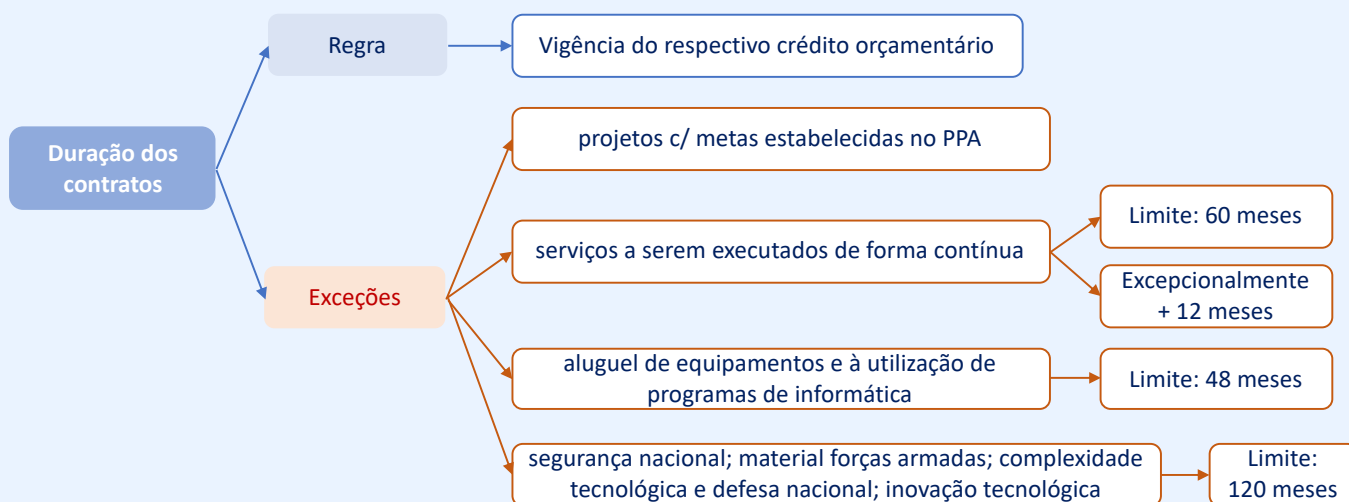 Duração dos
contratos
Regra
Vigência do respectivo crédito orçamentário
Exceções
projetos c/ metas estabelecidas no PPA
serviços a serem executados de forma contínua
Limite: 60 meses
Excepcionalmente
+ 12 meses
aluguel de equipamentos e à utilização de
programas de informática
Limite: 48 meses
segurança nacional; material forças armadas; complexidade
tecnológica e defesa nacional; inovação tecnológica
Limite:
120 meses